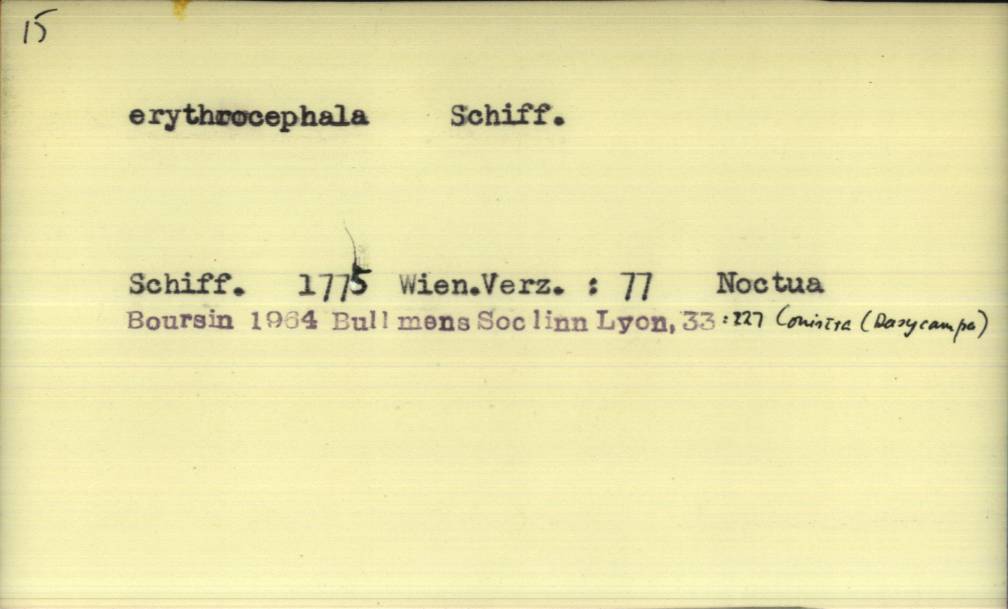 15
erythrocephala Schiff.
Schiff. 1775 Wien.Verz. : 77 Noctua
Boursin 1964 Bull mens Soc linn Lyon, 33 :227 Conistra (Dasycampa)